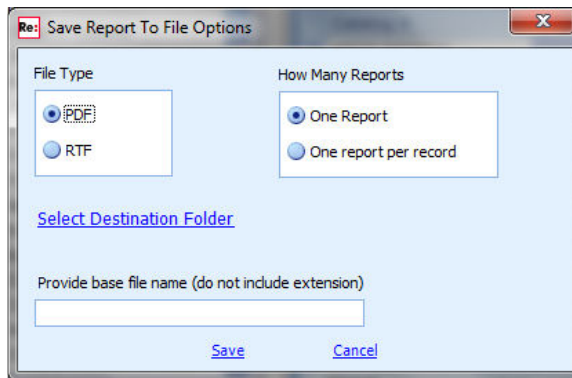 Re: Save Report To File Options
File Type
How Many Reports
PDF
One Report
RTF
One report per record
Select Destination Folder
Provide base file name (do not include extension)
Save
Cancel